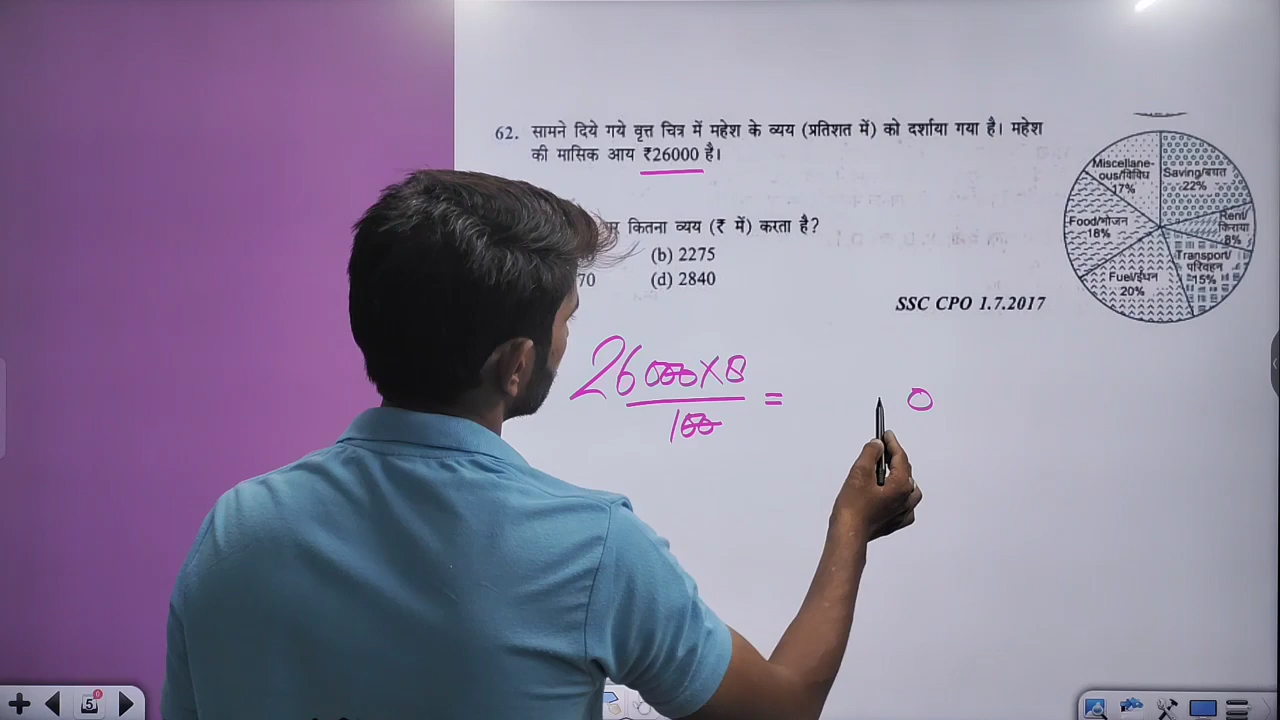 62. सामने दिये गये वृत्त चित्र में महेश के व्यय (प्रतिशत में) को दर्शाया गया है। महेश
की मासिक आय ₹26000 है।
कितना व्यय (₹ में) करता है?
(b) 2275
70 (d) 2840
SSC CPO 1.7.2017
Miscellane-
ous/विविध
17%
Saving/बचत
22%
Rent/
किराया
8%
Transport/
परिवहन
15%
Fuel/ईंधन
20%
Food/भोजन
18%
26000×8
100
=
0
5